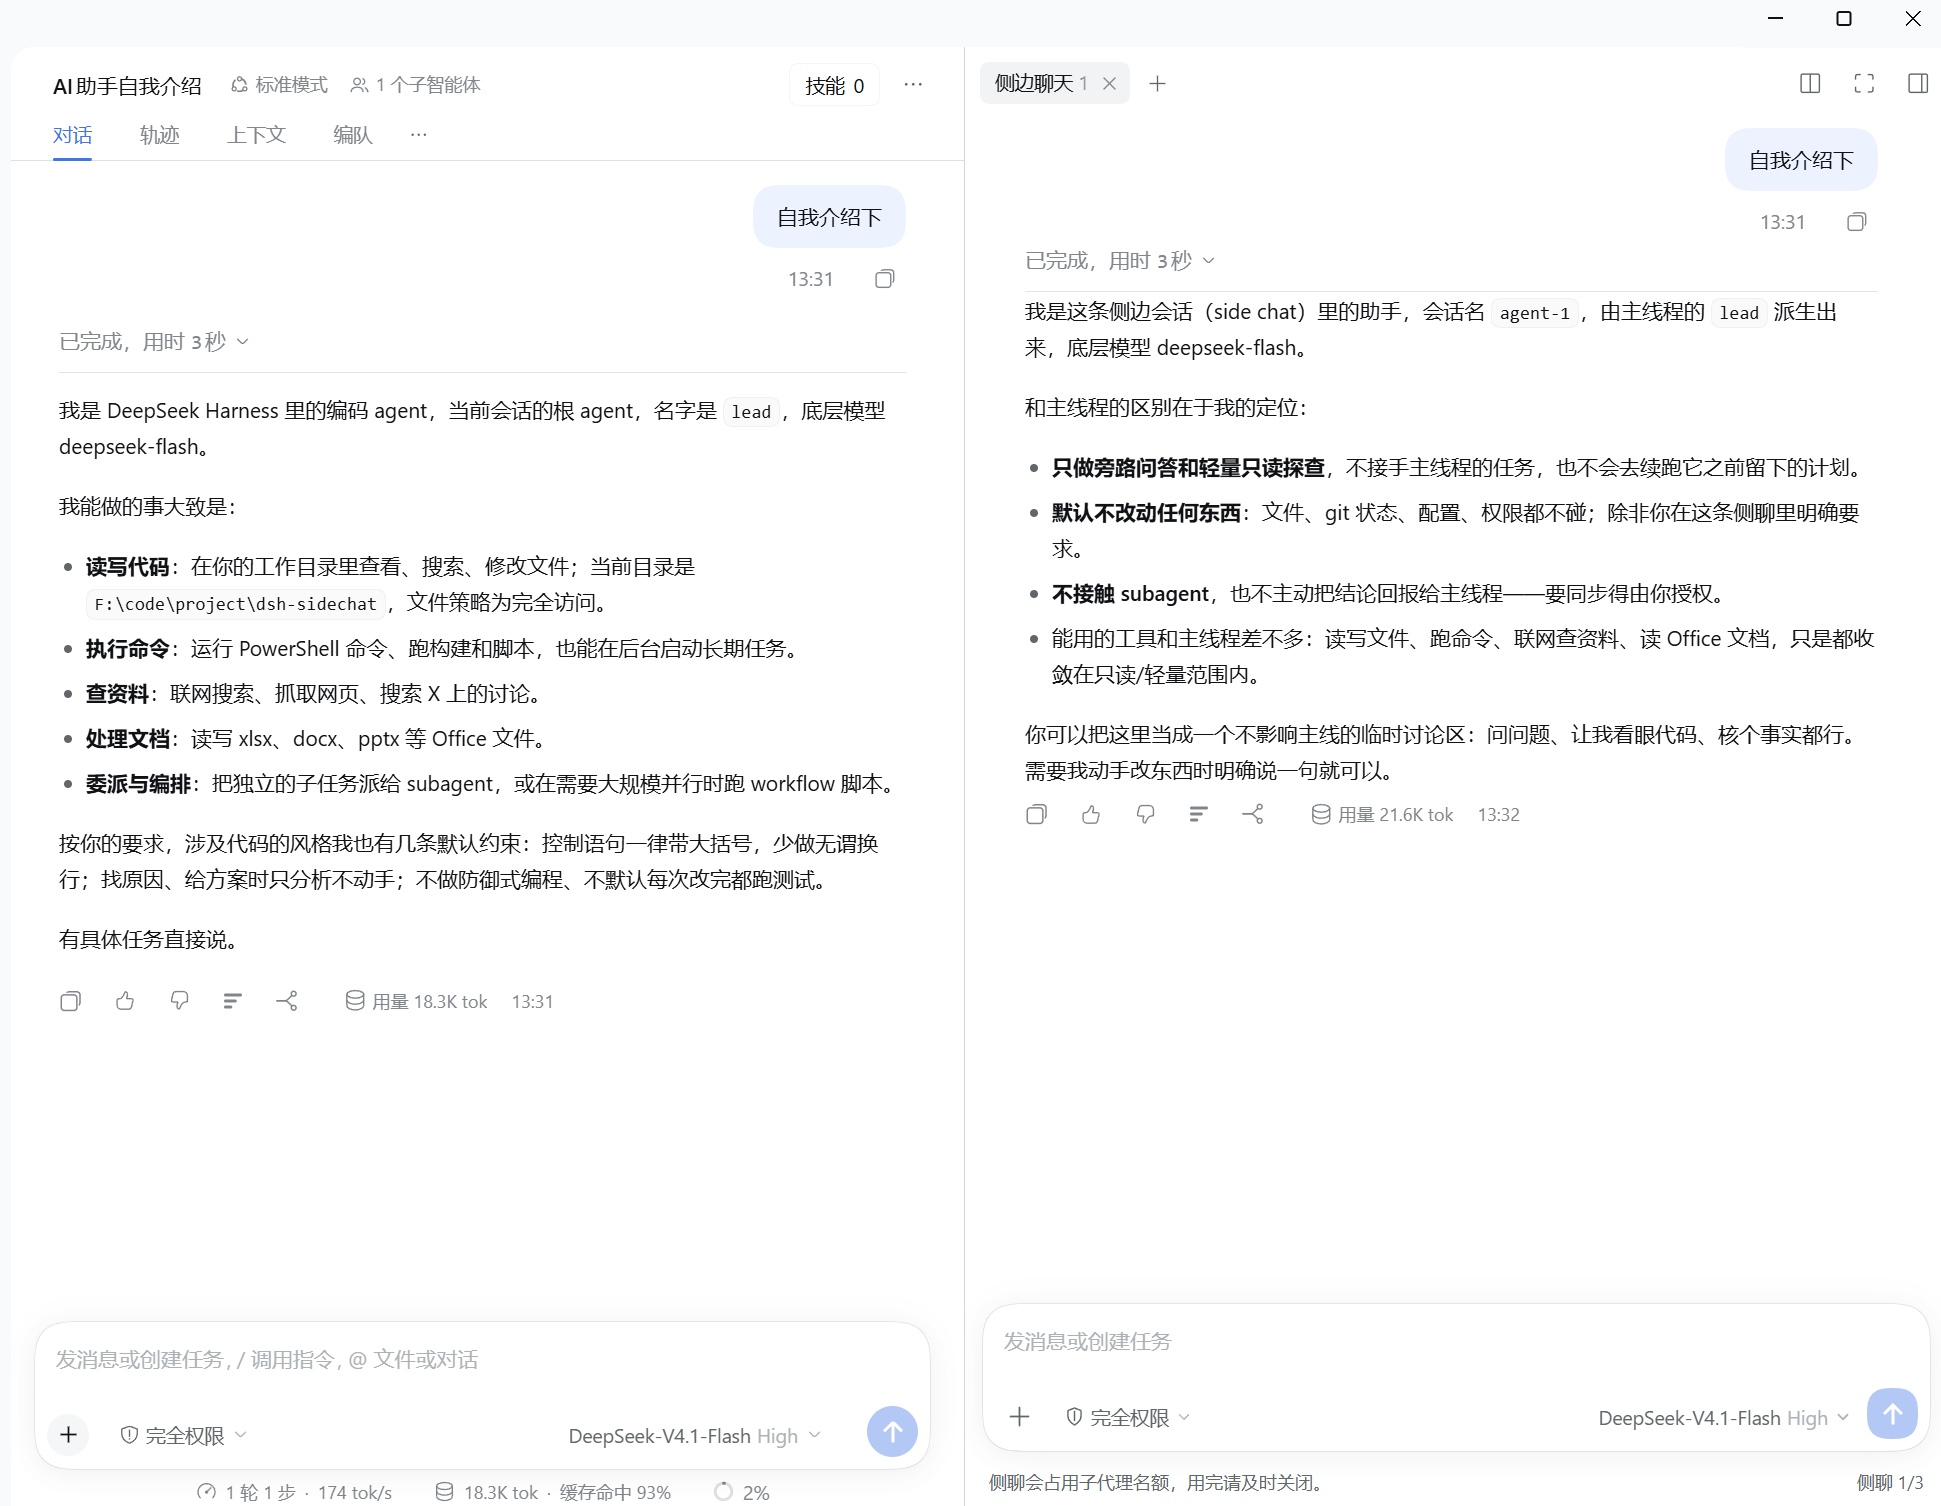 AI助手自我介绍 标准模式 1 个子智能体 技能 0
对话 轨迹 上下文 编队
自我介绍下
13:31
已完成，用时 3秒
我是 DeepSeek Harness 里的编码 agent，当前会话的根 agent，名字是 lead ，底层模型
deepseek-flash。
我能做的事大致是：
读写代码：在你的工作目录里查看、搜索、修改文件；当前目录是
F:\code\project\dsh-sidechat ，文件策略为完全访问。
执行命令：运行 PowerShell 命令、跑构建和脚本，也能在后台启动长期任务。
查资料：联网搜索、抓取网页、搜索 X 上的讨论。
处理文档：读写 xlsx、docx、pptx 等 Office 文件。
委派与编排：把独立的子任务派给 subagent，或在需要大规模并行时跑 workflow 脚本。
按你的要求，涉及代码的风格我也有几条默认约束：控制语句一律带大括号，少做无谓换
行；找原因、给方案时只分析不动手；不做防御式编程、不默认每次改完都跑测试。
有具体任务直接说。
用量 18.3K tok 13:31
发消息或创建任务, / 调用指令, @ 文件或对话
完全权限 DeepSeek-V4.1-Flash High
1 轮 1 步 · 174 tok/s 18.3K tok · 缓存命中 93% 2%
侧边聊天 1
自我介绍下
13:31
已完成，用时 3秒
我是这条侧边会话（side chat）里的助手，会话名 agent-1 ，由主线程的 lead 派生出
来，底层模型 deepseek-flash。
和主线程的区别在于我的定位：
只做旁路问答和轻量只读探查，不接手主线程的任务，也不会去续跑它之前留下的计划。
默认不改动任何东西：文件、git 状态、配置、权限都不碰；除非你在这条侧聊里明确要
求。
不接触 subagent，也不主动把结论回报给主线程——要同步得由你授权。
能用的工具和主线程差不多：读写文件、跑命令、联网查资料、读 Office 文档，只是都收
敛在只读/轻量范围内。
你可以把这里当成一个不影响主线的临时讨论区：问问题、让我看眼代码、核个事实都行。
需要我动手改东西时明确说一句就可以。
用量 21.6K tok 13:32
发消息或创建任务
完全权限 DeepSeek-V4.1-Flash High
侧聊会占用子代理名额，用完请及时关闭。 侧聊 1/3